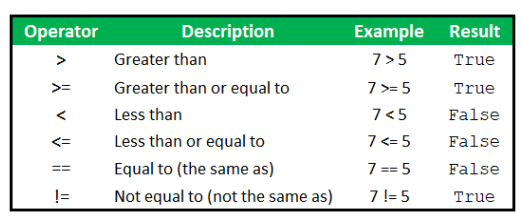 Operator Description Example Result
> Greater than 7 > 5 True
>= Greater than or equal to 7 >= 5 True
< Less than 7 < 5 False
<= Less than or equal to 7 <= 5 False
== Equal to (the same as) 7 == 5 False
!= Not equal to (not the same as) 7 != 5 True